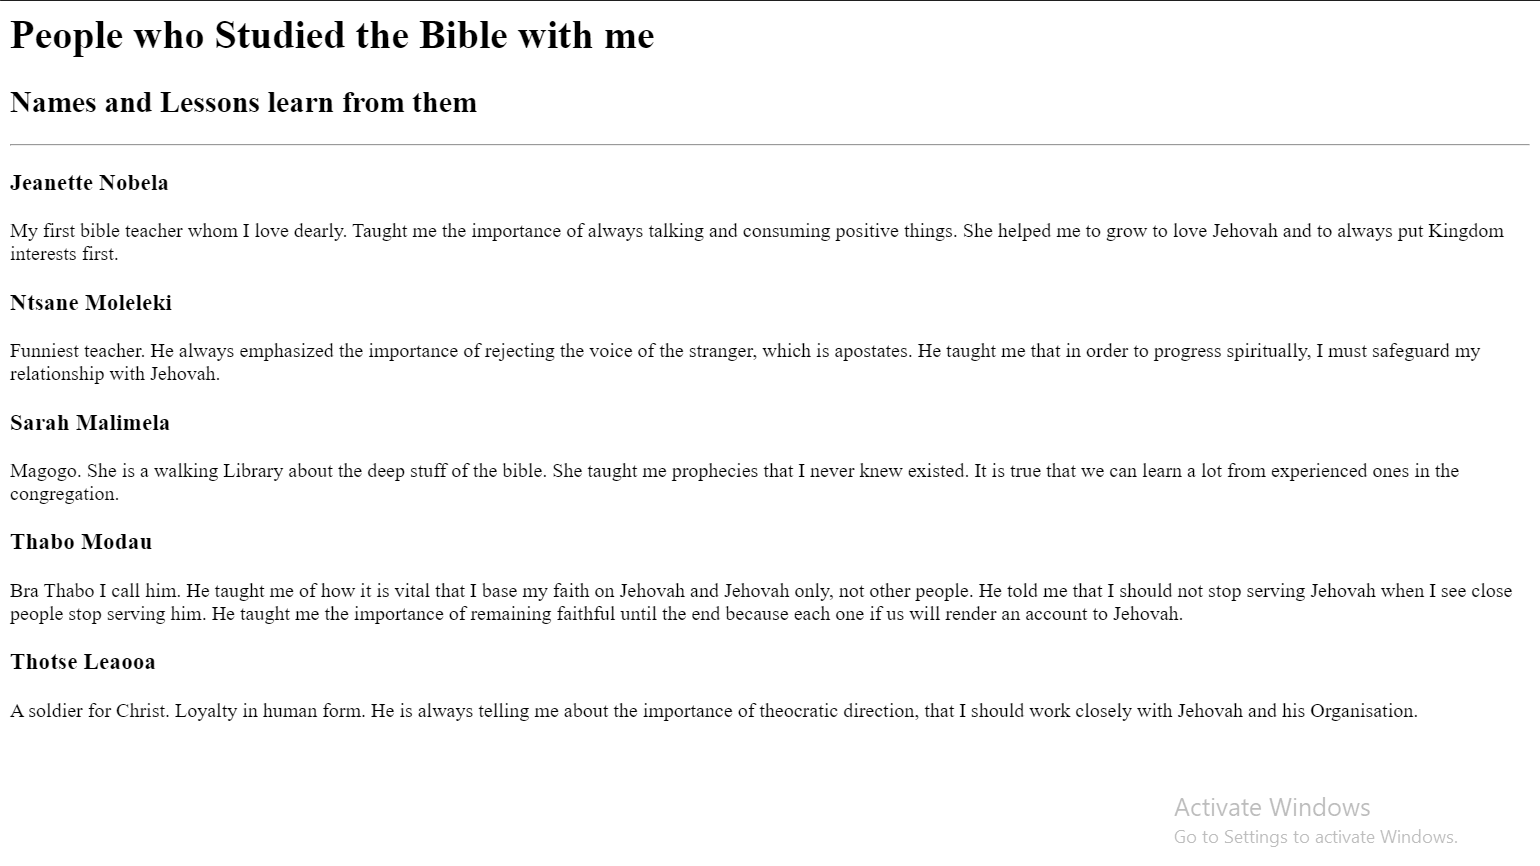 People who Studied the Bible with me
Names and Lessons learn from them
Jeanette Nobela
My first bible teacher whom I love dearly. Taught me the importance of always talking and consuming positive things. She helped me to grow to love Jehovah and to always put Kingdom
interests first.
Ntsane Moleleki
Funniest teacher. He always emphasized the importance of rejecting the voice of the stranger, which is apostates. He taught me that in order to progress spiritually, I must safeguard my
relationship with Jehovah.
Sarah Malimela
Magogo. She is a walking Library about the deep stuff of the bible. She taught me prophecies that I never knew existed. It is true that we can learn a lot from experienced ones in the
congregation.
Thabo Modau
Bra Thabo I call him. He taught me of how it is vital that I base my faith on Jehovah and Jehovah only, not other people. He told me that I should not stop serving Jehovah when I see close
people stop serving him. He taught me the importance of remaining faithful until the end because each one if us will render an account to Jehovah.
Thotse Leaooa
A soldier for Christ. Loyalty in human form. He is always telling me about the importance of theocratic direction, that I should work closely with Jehovah and his Organisation.
Activate Windows
Go to Settings to activate Windows.